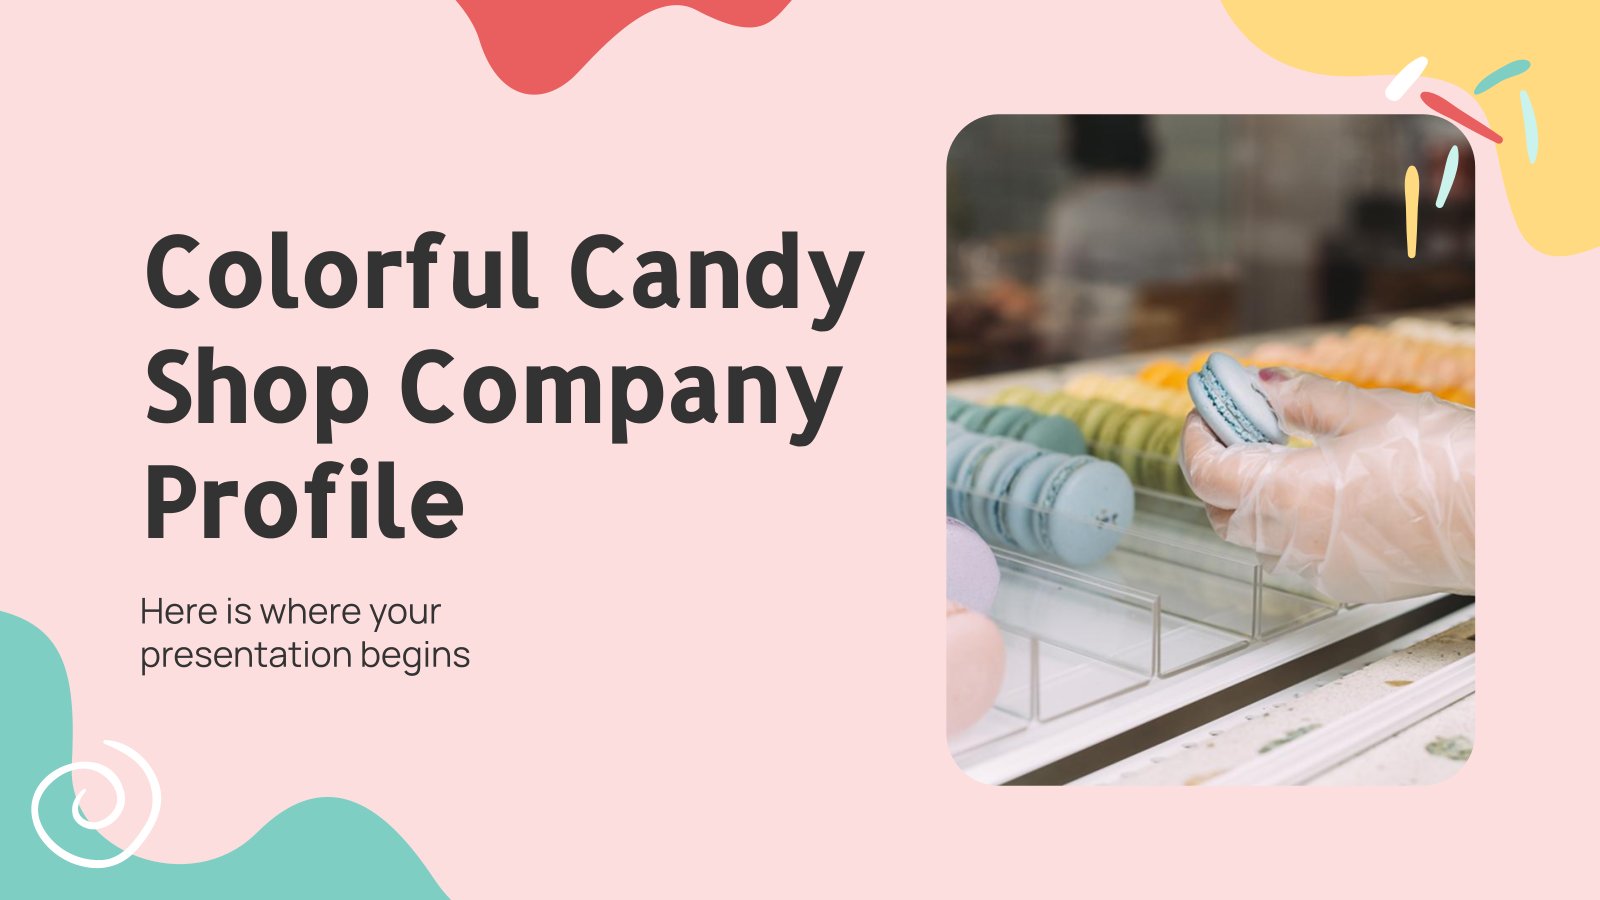 Colorful Candy
Shop Company
Profile
Here is where your
presentation begins